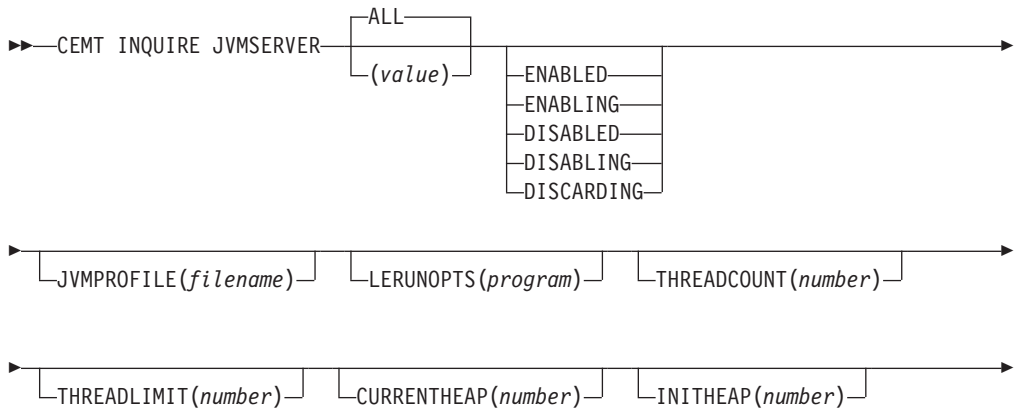 ALL
CEMT INQUIRE JVMSERVER
(value)
ENABLED
ENABLING
DISABLED
DISABLING
DISCARDING
JVMPROFILE(filename) LERUNOPTS(program) THREADCOUNT(number)
THREADLIMIT(number) CURRENTHEAP(number) INITHEAP(number)